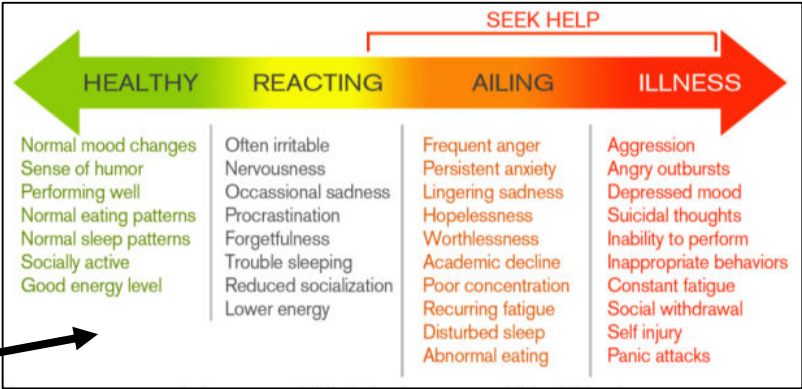 SEEK HELP
HEALTHY
REACTING
AILING
ILLNESS
Normal mood changes
Sense of humor
Performing well
Normal eating patterns
Normal sleep patterns
Socially active
Good energy level
Often irritable
Nervousness
Occassional sadness
Procrastination
Forgetfulness
Trouble sleeping
Reduced socialization
Lower energy
Frequent anger
Persistent anxiety
Lingering sadness
Hopelessness
Worthlessness
Academic decline
Poor concentration
Recurring fatigue
Disturbed sleep
Abnormal eating
Aggression
Angry outbursts
Depressed mood
Suicidal thoughts
Inability to perform
Inappropriate behaviors
Constant fatigue
Social withdrawal
Self injury
Panic attacks